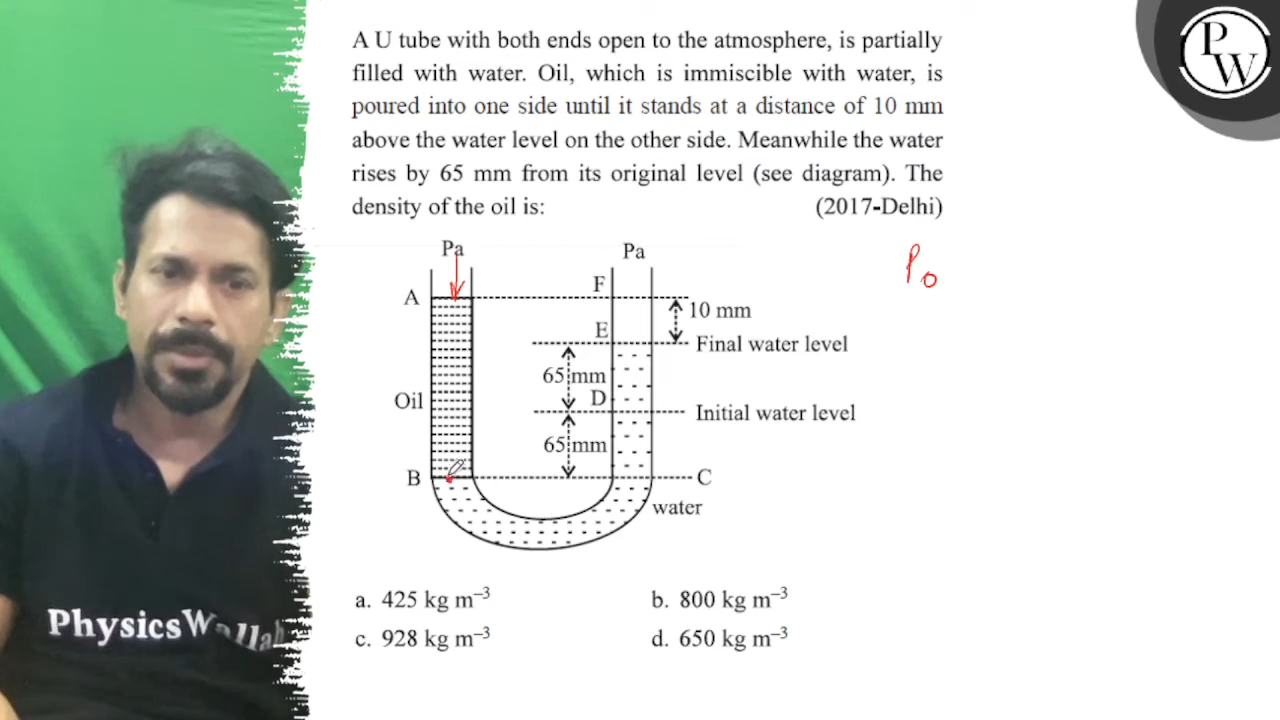 A U tube with both ends open to the atmosphere, is partially
filled with water. Oil, which is immiscible with water, is
poured into one side until it stands at a distance of 10 mm
above the water level on the other side. Meanwhile the water
rises by 65 mm from its original level (see diagram). The
density of the oil is: (2017-Delhi)
PW
P₀
Pa Pa
A F
10 mm
E Final water level
65 mm
Oil D Initial water level
65 mm
B C
water
a. 425 kg m⁻³ b. 800 kg m⁻³
c. 928 kg m⁻³ d. 650 kg m⁻³
PhysicsWallah